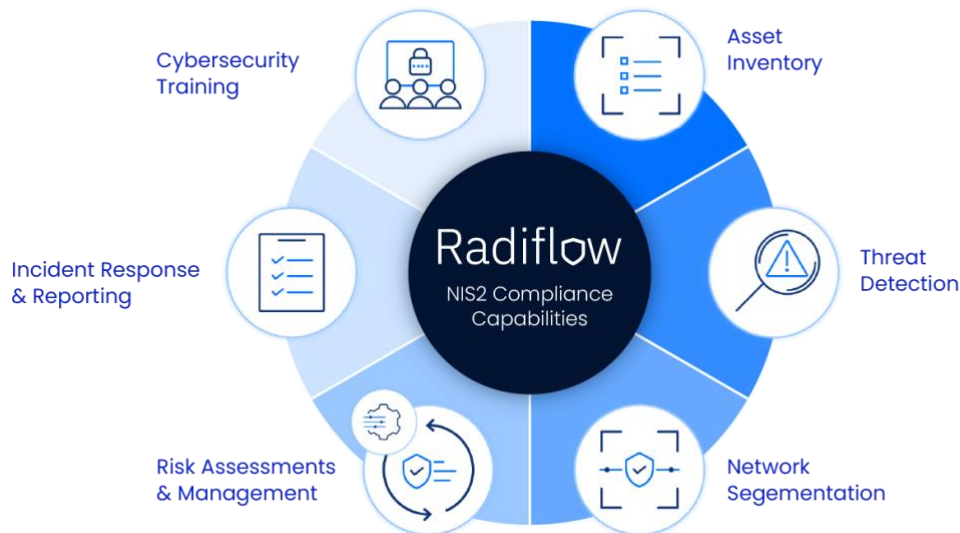 Cybersecurity
Training
Asset
Inventory
Radiflow
NIS2 Compliance
Capabilities
Incident Response
& Reporting
Threat
Detection
Risk Assessments
& Management
Network
Segementation